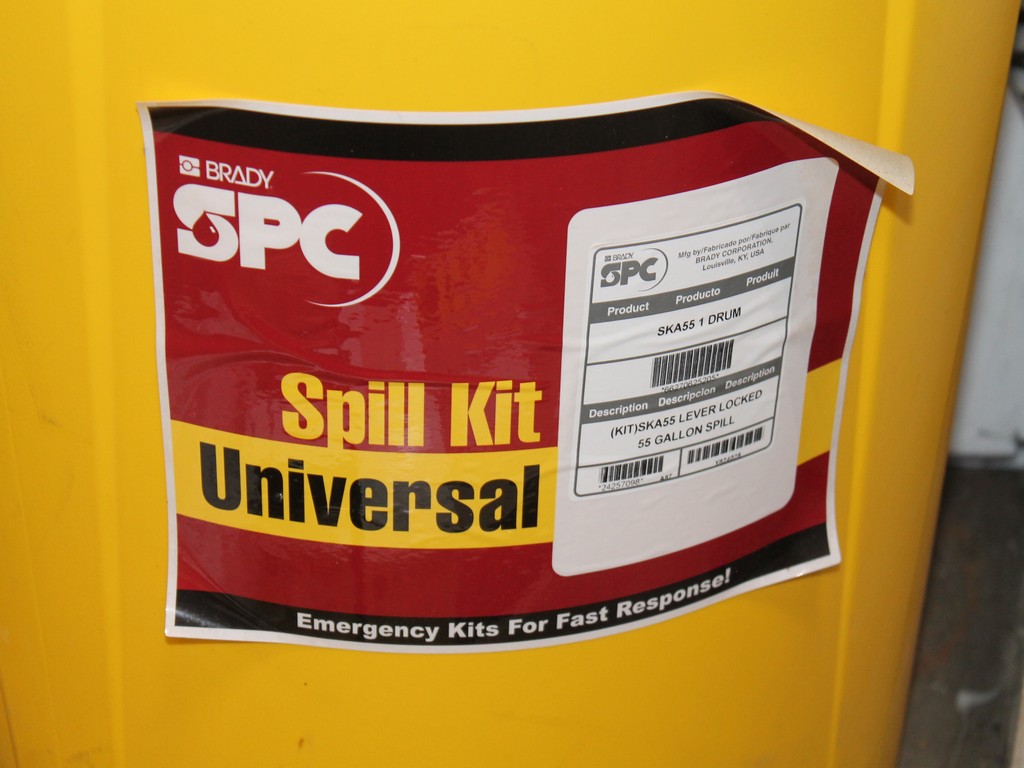 BRADY
SPC
Spill Kit
Universal
Emergency Kits For Fast Response!
BRADY
SPC
Mfg by/Fabricado por/Fabrique par
BRADY CORPORATION,
Louisville, KY, USA
Product Producto Produit
SKA55 1 DRUM
Description Descripcion Description
(KIT)SKA55 LEVER LOCKED
55 GALLON SPILL
*24257098*